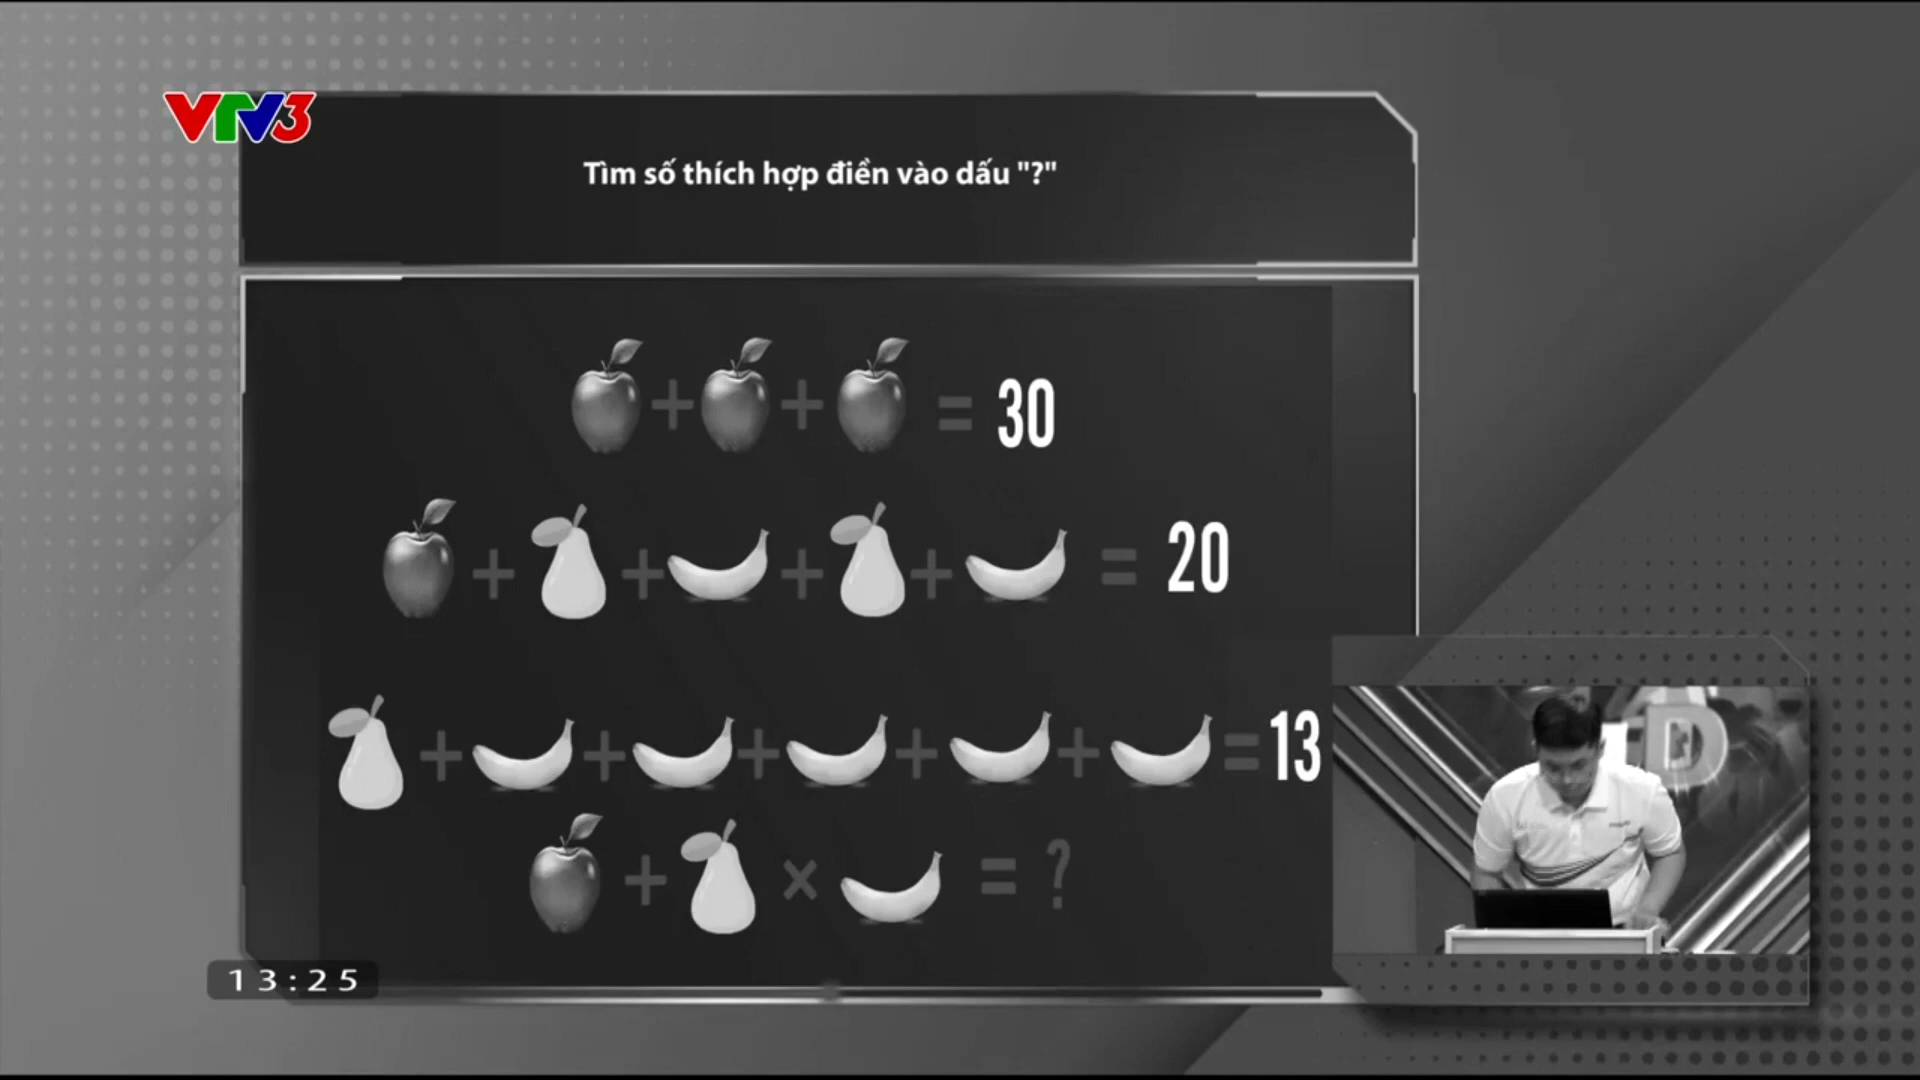 VTV3
Tìm số thích hợp điền vào dấu "?"
+ + = 30
+ + + + = 20
+ + + + + = 13
+ × = ?
13:25